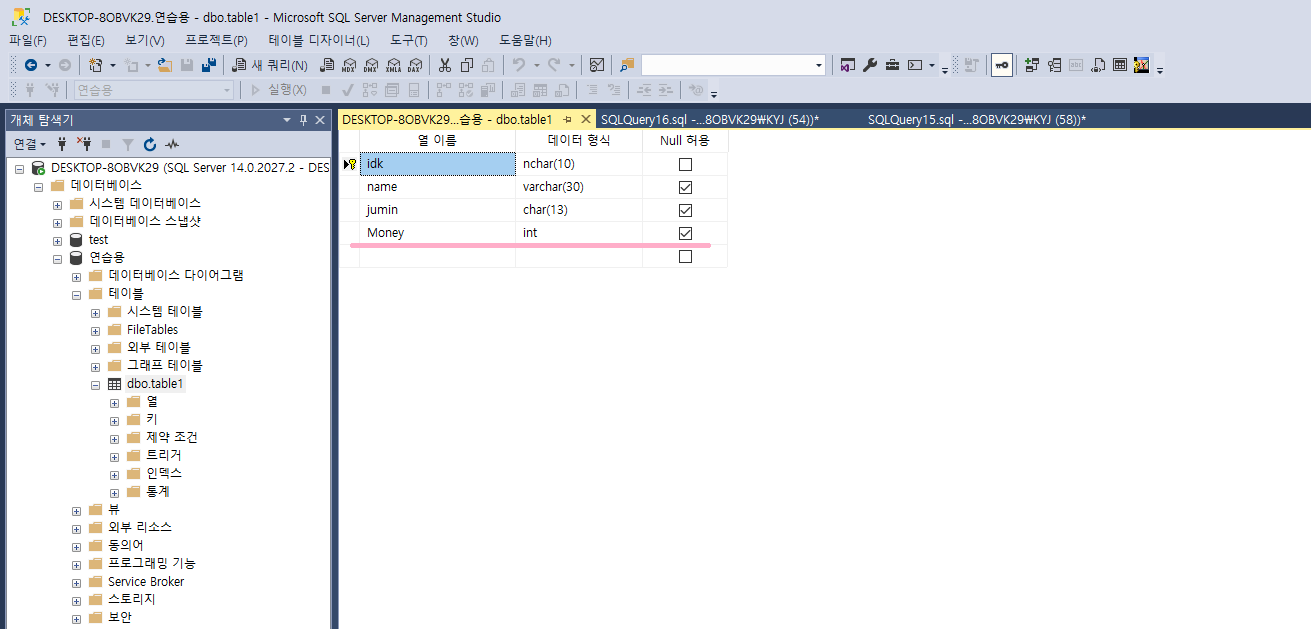 DESKTOP-8OBVK29.연습용 - dbo.table1 - Microsoft SQL Server Management Studio
파일(F) 편집(E) 보기(V) 프로젝트(P) 테이블 디자이너(L) 도구(T) 창(W) 도움말(H)
새 쿼리(N) MDX DMX XMLA DAX
연습용 실행(X)
개체 탐색기
연결
DESKTOP-8OBVK29 (SQL Server 14.0.2027.2 - DES
데이터베이스
시스템 데이터베이스
데이터베이스 스냅샷
test
연습용
데이터베이스 다이어그램
테이블
시스템 테이블
FileTables
외부 테이블
그래프 테이블
dbo.table1
열
키
제약 조건
트리거
인덱스
통계
뷰
외부 리소스
동의어
프로그래밍 기능
Service Broker
스토리지
보안
DESKTOP-8OBVK29...습용 - dbo.table1 SQLQuery16.sql -...8OBVK29₩KYJ (54))* SQLQuery15.sql -...8OBVK29₩KYJ (58))*
열 이름 데이터 형식 Null 허용
idk nchar(10)
name varchar(30)
jumin char(13)
Money int